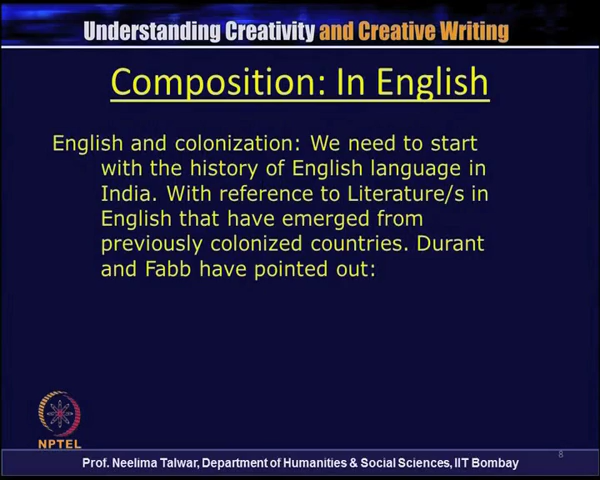 Understanding Creativity and Creative Writing
Composition: In English
English and colonization: We need to start
with the history of English language in
India. With reference to Literature/s in
English that have emerged from
previously colonized countries. Durant
and Fabb have pointed out:
NPTEL
8
Prof. Neelima Talwar, Department of Humanities & Social Sciences, IIT Bombay